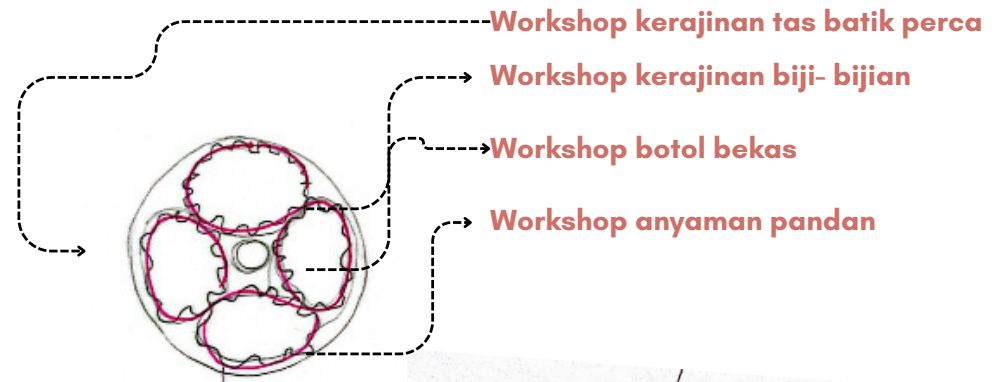 Workshop kerajinan tas batik perca
Workshop kerajinan biji- bijian
Workshop botol bekas
Workshop anyaman pandan